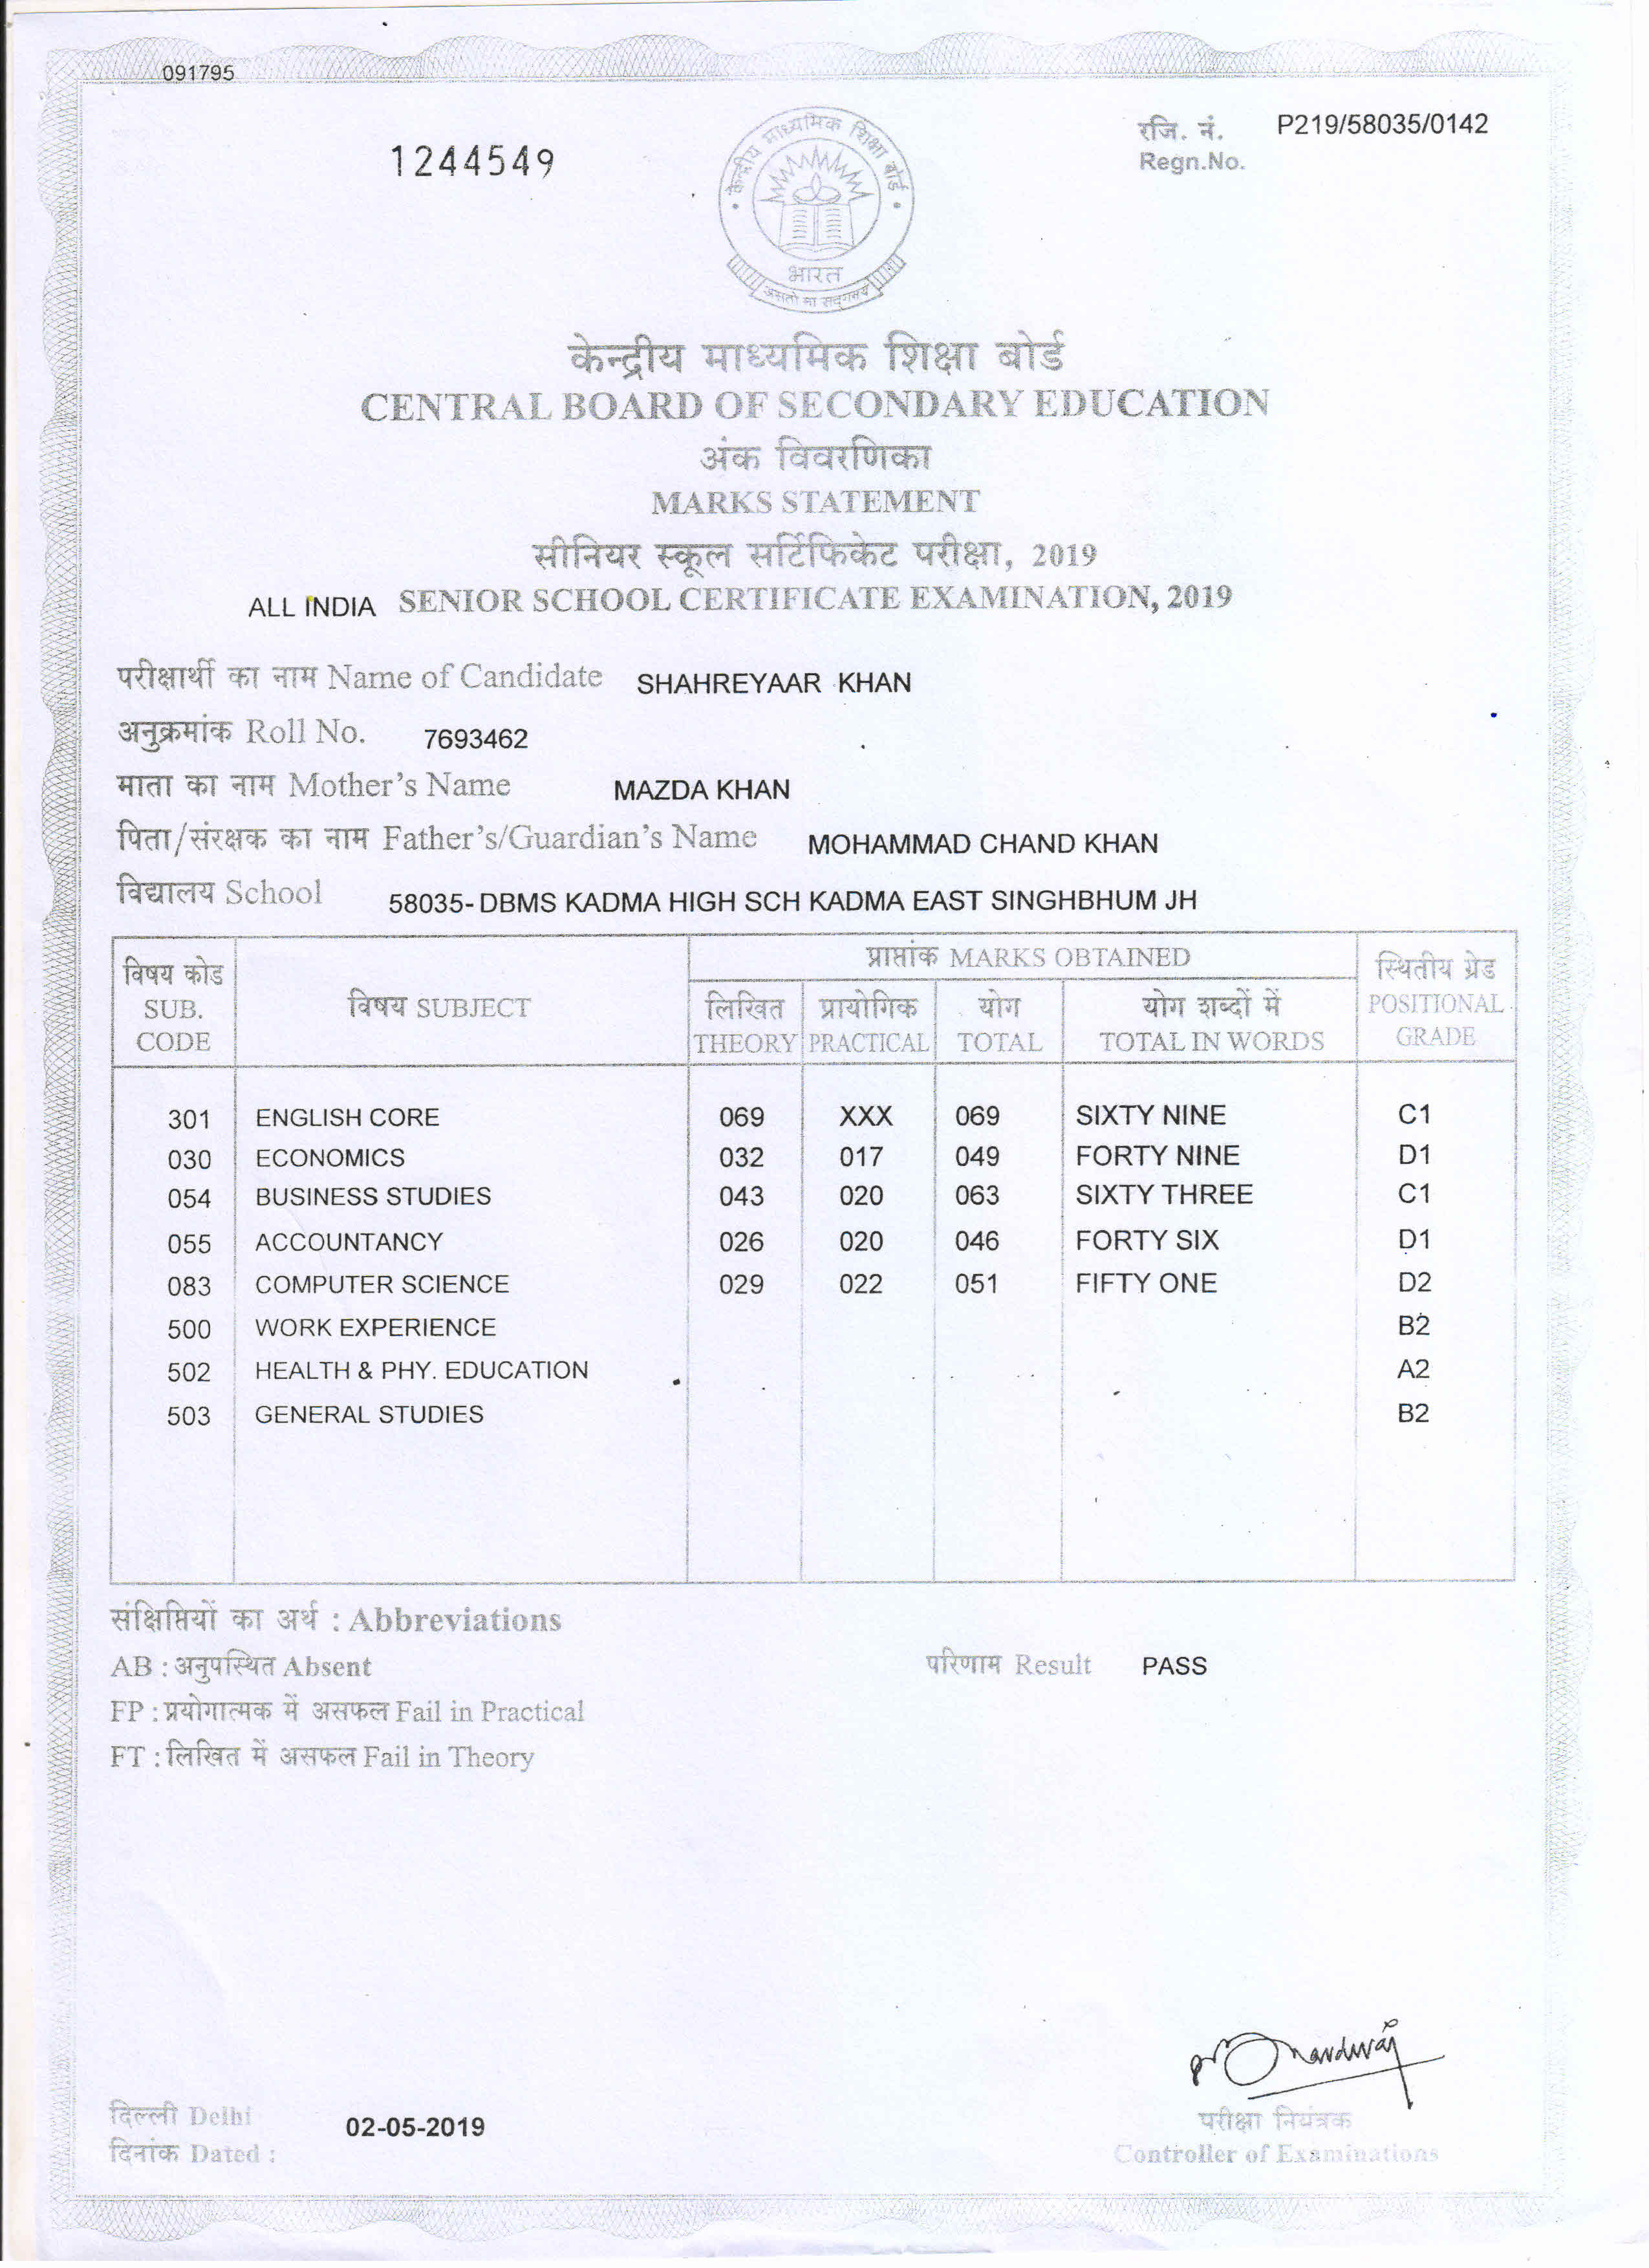 091795
1244549
रजि. नं. P219/58035/0142
Regn.No.
केन्द्रीय माध्यमिक शिक्षा बोर्ड
भारत
असतो मा सद्गमय
केन्द्रीय माध्यमिक शिक्षा बोर्ड
CENTRAL BOARD OF SECONDARY EDUCATION
अंक विवरणिका
MARKS STATEMENT
सीनियर स्कूल सर्टिफिकेट परीक्षा, 2019
ALL INDIA SENIOR SCHOOL CERTIFICATE EXAMINATION, 2019
परीक्षार्थी का नाम Name of Candidate SHAHREYAAR KHAN
अनुक्रमांक Roll No. 7693462
माता का नाम Mother's Name MAZDA KHAN
पिता/संरक्षक का नाम Father's/Guardian's Name MOHAMMAD CHAND KHAN
विद्यालय School 58035- DBMS KADMA HIGH SCH KADMA EAST SINGHBHUM JH
विषय कोड SUB. CODE विषय SUBJECT प्राप्तांक MARKS OBTAINED स्थितीय ग्रेड POSITIONAL GRADE
लिखित THEORY प्रायोगिक PRACTICAL योग TOTAL योग शब्दों में TOTAL IN WORDS
301 ENGLISH CORE 069 XXX 069 SIXTY NINE C1
030 ECONOMICS 032 017 049 FORTY NINE D1
054 BUSINESS STUDIES 043 020 063 SIXTY THREE C1
055 ACCOUNTANCY 026 020 046 FORTY SIX D1
083 COMPUTER SCIENCE 029 022 051 FIFTY ONE D2
500 WORK EXPERIENCE B2
502 HEALTH & PHY. EDUCATION A2
503 GENERAL STUDIES B2
संक्षिप्तियों का अर्थ : Abbreviations
AB : अनुपस्थित Absent परिणाम Result PASS
FP : प्रयोगात्मक में असफल Fail in Practical
FT : लिखित में असफल Fail in Theory
दिल्ली Delhi
दिनांक Dated : 02-05-2019
परीक्षा नियंत्रक
Controller of Examinations